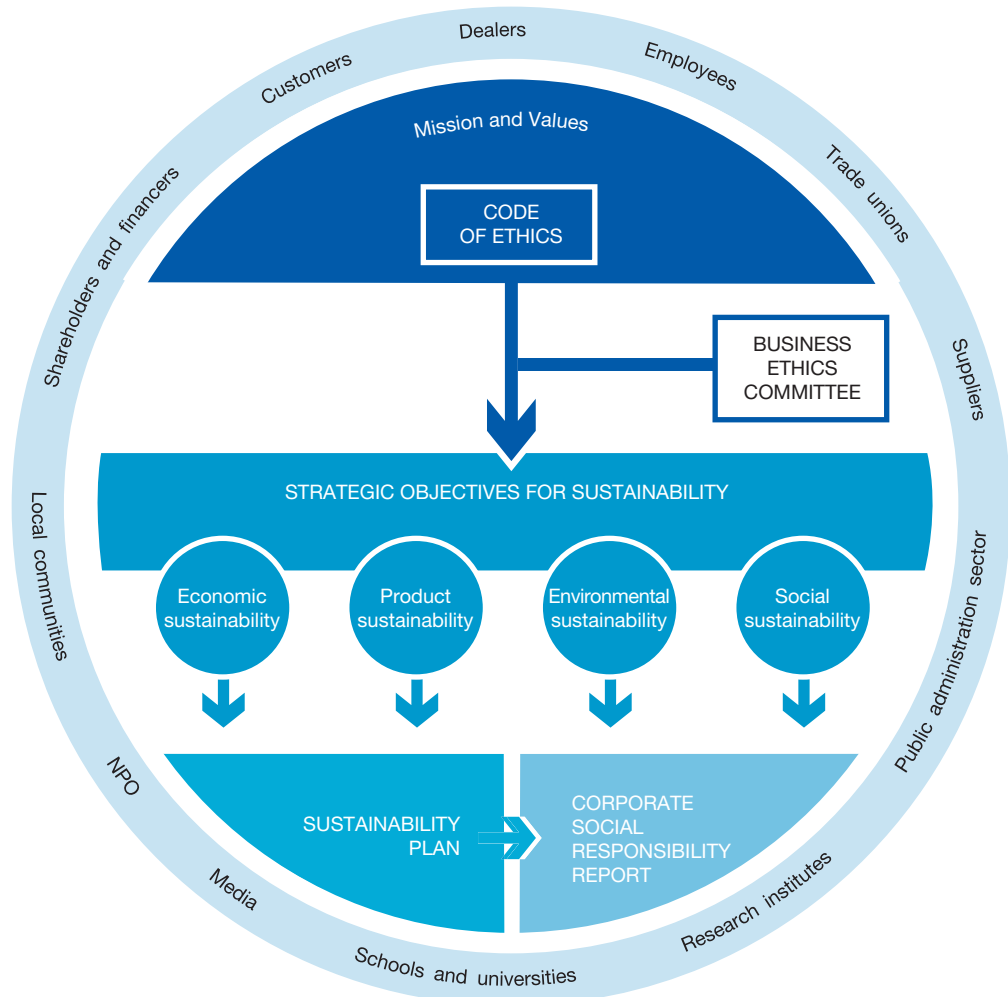 Dealers
Employees
Customers
Trade unions
Shareholders and financers
Suppliers
Local communities
Public administration sector
NPO
Research institutes
Media
Schools and universities
Mission and Values
CODE
OF ETHICS
BUSINESS
ETHICS
COMMITTEE
STRATEGIC OBJECTIVES FOR SUSTAINABILITY
Economic
sustainability
Product
sustainability
Environmental
sustainability
Social
sustainability
SUSTAINABILITY
PLAN
CORPORATE
SOCIAL
RESPONSIBILITY
REPORT